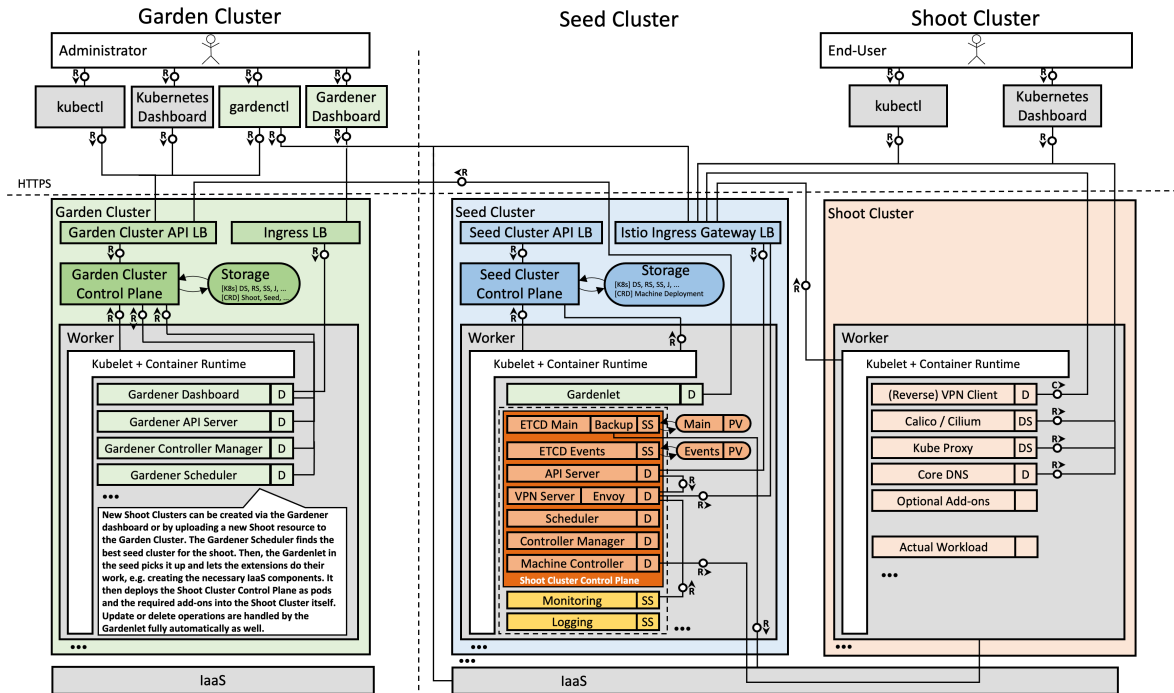 Garden Cluster
Seed Cluster
Shoot Cluster
Administrator
End-User
R
R
R
R
R
R
kubectl
Kubernetes
Dashboard
gardenctl
Gardener
Dashboard
kubectl
Kubernetes
Dashboard
R
R
R
R
R
R
R
HTTPS
R
Garden Cluster
Garden Cluster API LB
Ingress LB
R
R
Garden Cluster
Control Plane
Storage
[K8s] DS, RS, SS, J, ...
[CRD] Shoot, Seed, ...
R
R
R
Worker
Kubelet + Container Runtime
Gardener Dashboard
D
Gardener API Server
D
Gardener Controller Manager
D
Gardener Scheduler
D
•••
New Shoot Clusters can be created via the Gardener
dashboard or by uploading a new Shoot resource to
the Garden Cluster. The Gardener Scheduler finds the
best seed cluster for the shoot. Then, the Gardenlet in
the seed picks it up and lets the extensions do their
work, e.g. creating the necessary IaaS components. It
then deploys the Shoot Cluster Control Plane as pods
and the required add-ons into the Shoot Cluster itself.
Update or delete operations are handled by the
Gardenlet fully automatically as well.
•••
IaaS
Seed Cluster
Seed Cluster API LB
Istio Ingress Gateway LB
R
R
R
Seed Cluster
Control Plane
Storage
[K8s] DS, RS, SS, J, ...
[CRD] Machine Deployment
R
R
Worker
Kubelet + Container Runtime
Gardenlet
D
ETCD Main
Backup
SS
Main
PV
ETCD Events
SS
Events
PV
API Server
D
R
VPN Server
Envoy
D
R
Scheduler
D
Controller Manager
D
Machine Controller
D
R
Shoot Cluster Control Plane
R
Monitoring
SS
Logging
SS
•••
R
•••
•••
IaaS
Shoot Cluster
R
Worker
Kubelet + Container Runtime
(Reverse) VPN Client
D
C
Calico / Cilium
DS
R
Kube Proxy
DS
R
Core DNS
D
R
Optional Add-ons
Actual Workload
•••
•••